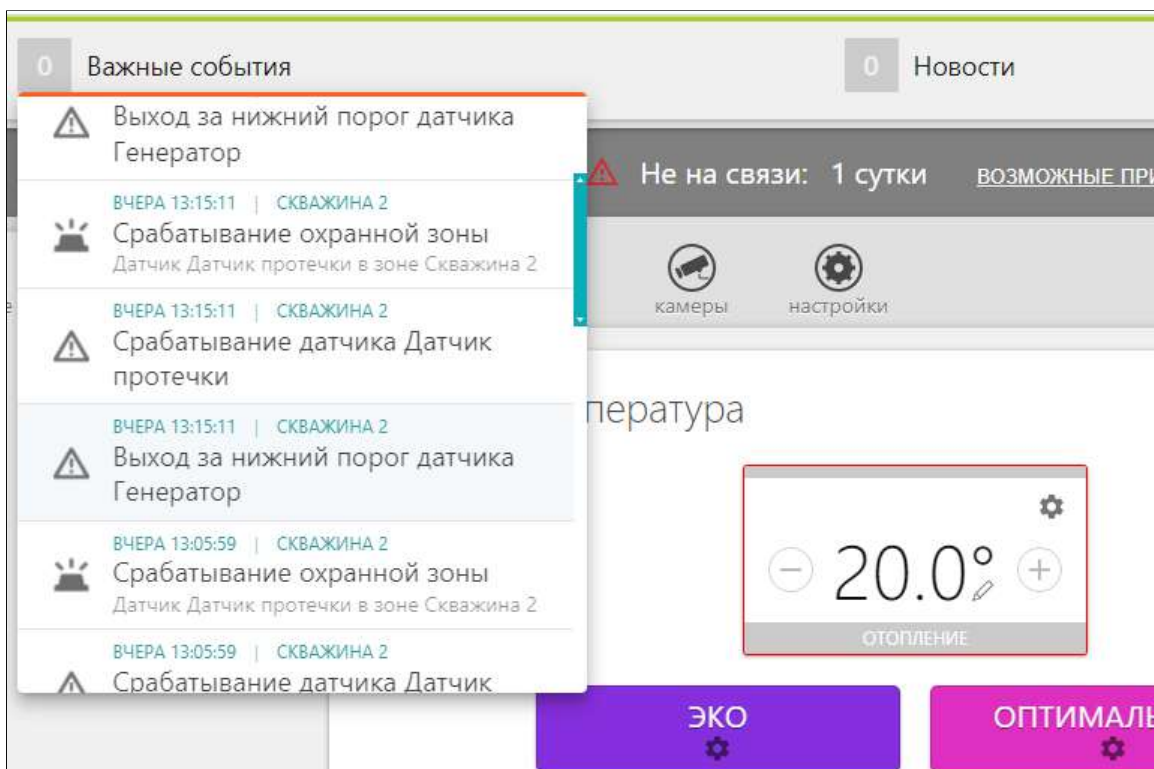 0 Важные события
0 Новости
Выход за нижний порог датчика
Генератор
ВЧЕРА 13:15:11 | СКВАЖИНА 2
Срабатывание охранной зоны
Датчик Датчик протечки в зоне Скважина 2
ВЧЕРА 13:15:11 | СКВАЖИНА 2
Срабатывание датчика Датчик
протечки
ВЧЕРА 13:15:11 | СКВАЖИНА 2
Выход за нижний порог датчика
Генератор
ВЧЕРА 13:05:59 | СКВАЖИНА 2
Срабатывание охранной зоны
Датчик Датчик протечки в зоне Скважина 2
ВЧЕРА 13:05:59 | СКВАЖИНА 2
Срабатывание датчика Датчик
Не на связи: 1 сутки ВОЗМОЖНЫЕ ПРИ
камеры настройки
пература
20.0°
ОТОПЛЕНИЕ
ЭКО
ОПТИМАЛЬ